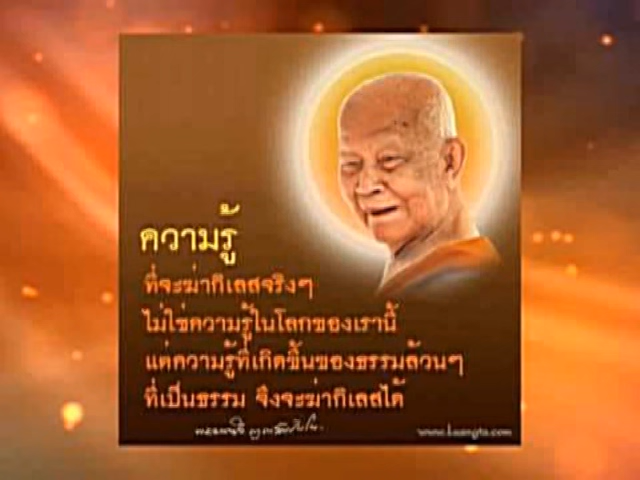 ความรู้
ที่จะฆ่ากิเลสจริงๆ
ไม่ใช่ความรู้ในโลกของเรานี้
แต่ความรู้ที่เกิดขึ้นของธรรมล้วนๆ
ที่เป็นธรรม จึงจะฆ่ากิเลสได้
www.luangta.com